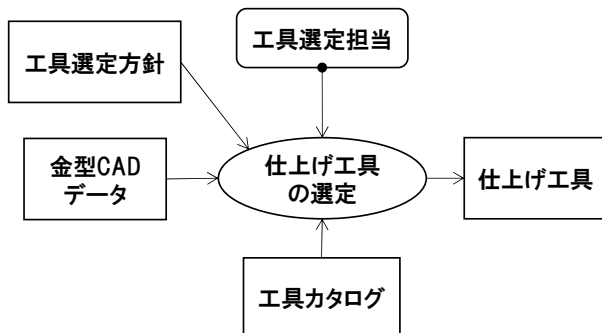 工具選定担当
工具選定方針
金型CAD
データ
仕上げ工具
の選定
仕上げ工具
工具カタログ